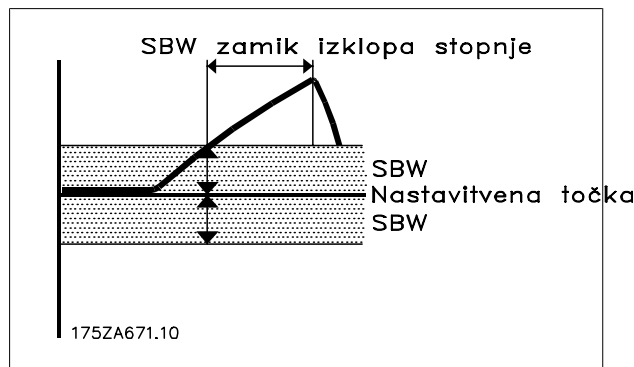 SBW zamik izklopa stopnje
SBW
Nastavitvena točka
SBW
175ZA671.10